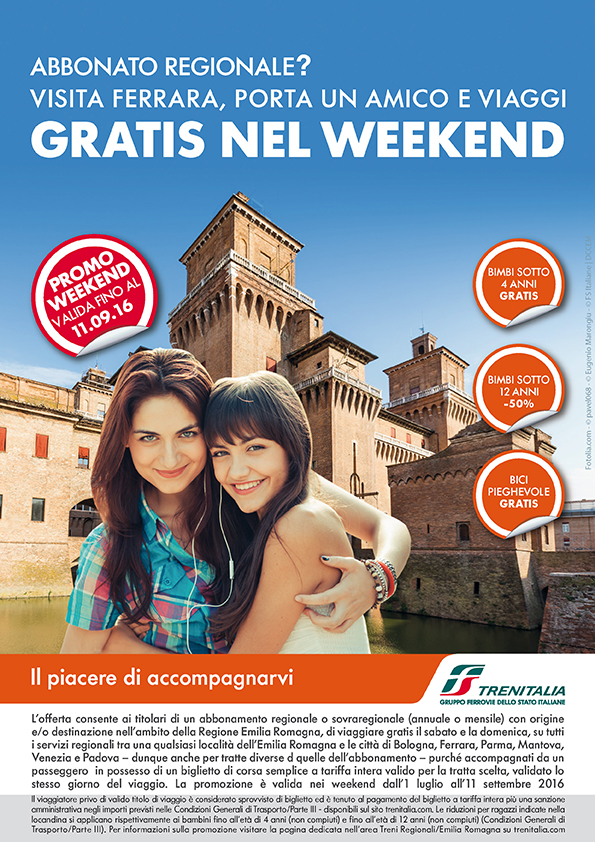 ABBONATO REGIONALE?
VISITA FERRARA, PORTA UN AMICO E VIAGGI
GRATIS NEL WEEKEND
PROMO
WEEKEND
VALIDA FINO AL
11.09.16
BIMBI SOTTO
4 ANNI
GRATIS
BIMBI SOTTO
12 ANNI
-50%
BICI
PIEGHEVOLE
GRATIS
Fotolia.com - © pavel068 - © Eugenio Marongiu - © FS Italiane | DCCEM
Il piacere di accompagnarvi
TRENITALIA
GRUPPO FERROVIE DELLO STATO ITALIANE
L'offerta consente ai titolari di un abbonamento regionale o sovraregionale (annuale o mensile) con origine
e/o destinazione nell'ambito della Regione Emilia Romagna, di viaggiare gratis il sabato e la domenica, su tutti
i servizi regionali tra una qualsiasi località dell'Emilia Romagna e le città di Bologna, Ferrara, Parma, Mantova,
Venezia e Padova – dunque anche per tratte diverse d quelle dell'abbonamento – purché accompagnati da un
passeggero in possesso di un biglietto di corsa semplice a tariffa intera valido per la tratta scelta, validato lo
stesso giorno del viaggio. La promozione è valida nei weekend dall'1 luglio all'11 settembre 2016
Il viaggiatore privo di valido titolo di viaggio è considerato sprovvisto di biglietto ed è tenuto al pagamento del biglietto a tariffa intera più una sanzione
amministrativa negli importi previsti nelle Condizioni Generali di Trasporto/Parte III - disponibili sul sito trenitalia.com. Le riduzioni per ragazzi indicate nella
locandina si applicano rispettivamente ai bambini fino all'età di 4 anni (non compiuti) e fino all'età di 12 anni (non compiuti) (Condizioni Generali di
Trasporto/Parte III). Per informazioni sulla promozione visitare la pagina dedicata nell'area Treni Regionali/Emilia Romagna su trenitalia.com